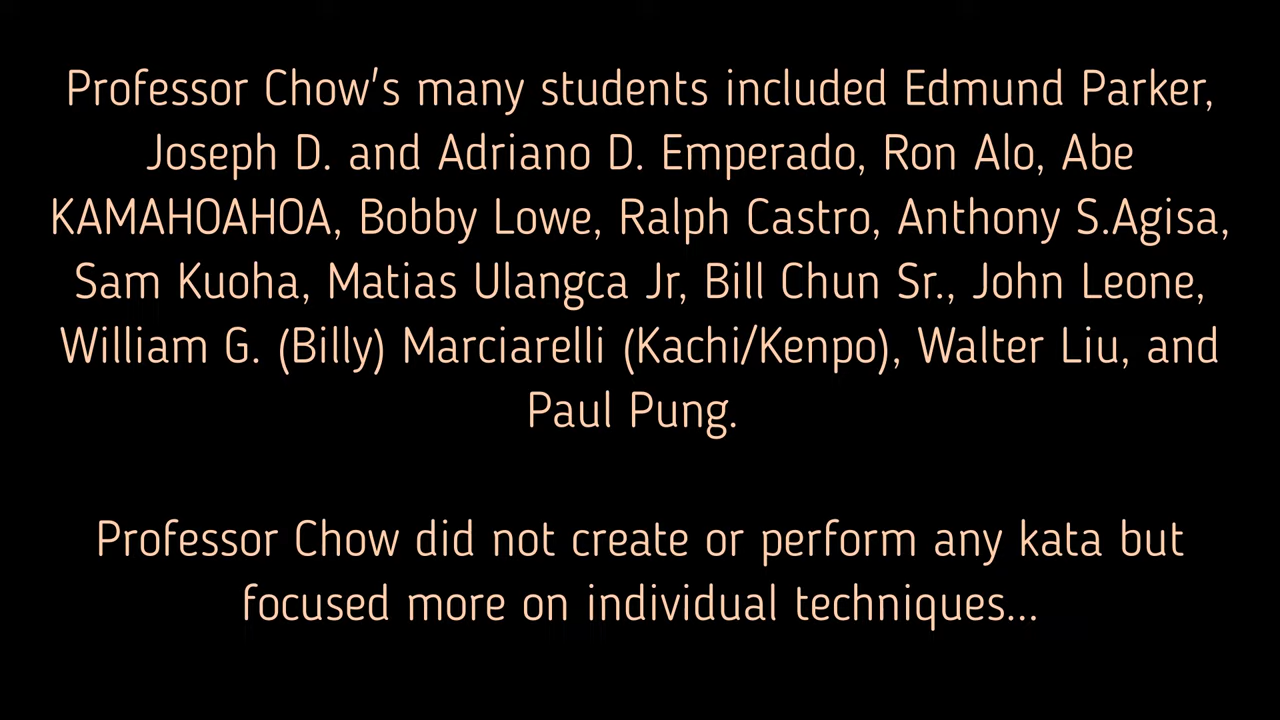 Professor Chow's many students included Edmund Parker,
Joseph D. and Adriano D. Emperado, Ron Alo, Abe
KAMAHOAHOA, Bobby Lowe, Ralph Castro, Anthony S.Agisa,
Sam Kuoha, Matias Ulangca Jr, Bill Chun Sr., John Leone,
William G. (Billy) Marciarelli (Kachi/Kenpo), Walter Liu, and
Paul Pung.
Professor Chow did not create or perform any kata but
focused more on individual techniques...